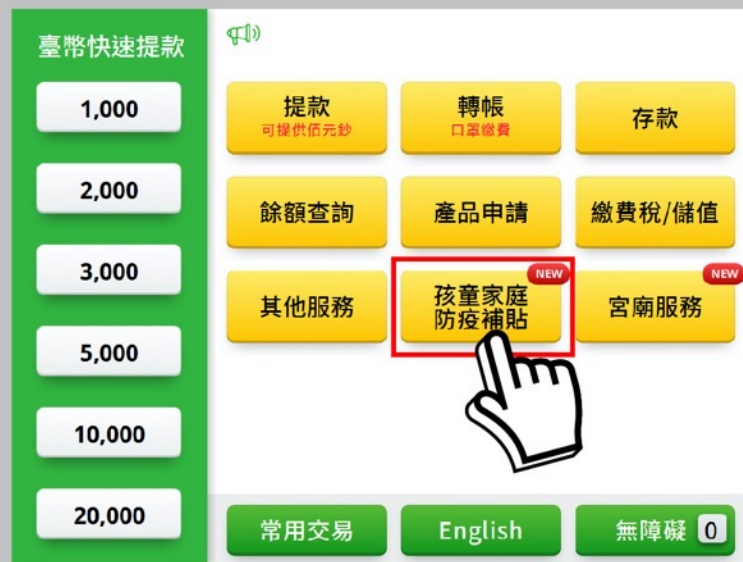 臺幣快速提款
1,000
2,000
3,000
5,000
10,000
20,000
提款
可提供佰元鈔
轉帳
口罩繳費
存款
餘額查詢
產品申請
繳費稅/儲值
其他服務
NEW
孩童家庭
防疫補貼
NEW
宮廟服務
常用交易
English
無障礙 0